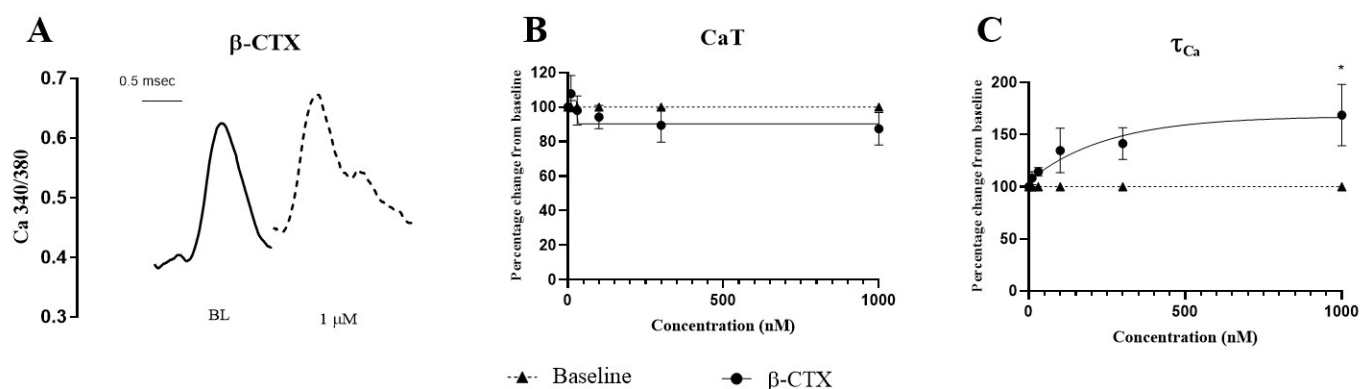 A
β-CTX
0.5 msec
Ca 340/380
0.7
0.6
0.5
0.4
0.3
BL
1 μM
B
CaT
Percentage change from baseline
120
100
80
60
40
20
0
0
500
1000
Concentration (nM)
C
τCa
*
Percentage change from baseline
200
150
100
50
0
0
500
1000
Concentration (nM)
Baseline
β-CTX